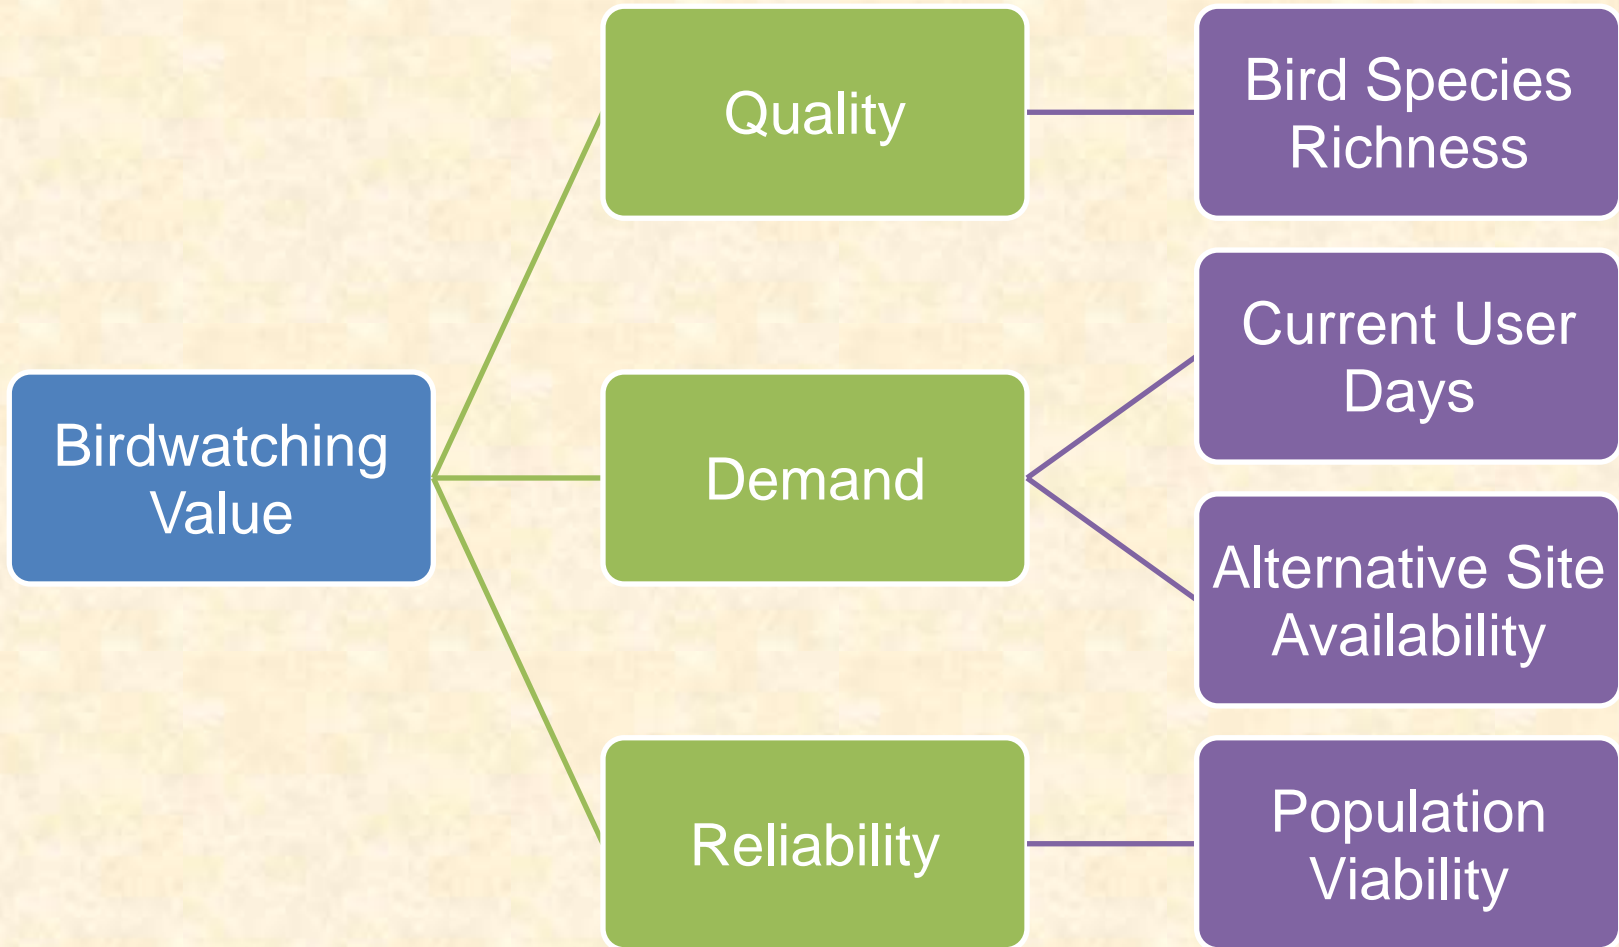 Quality
Bird Species
Richness
Current User
Days
Birdwatching
Value
Demand
Alternative Site
Availability
Reliability
Population
Viability